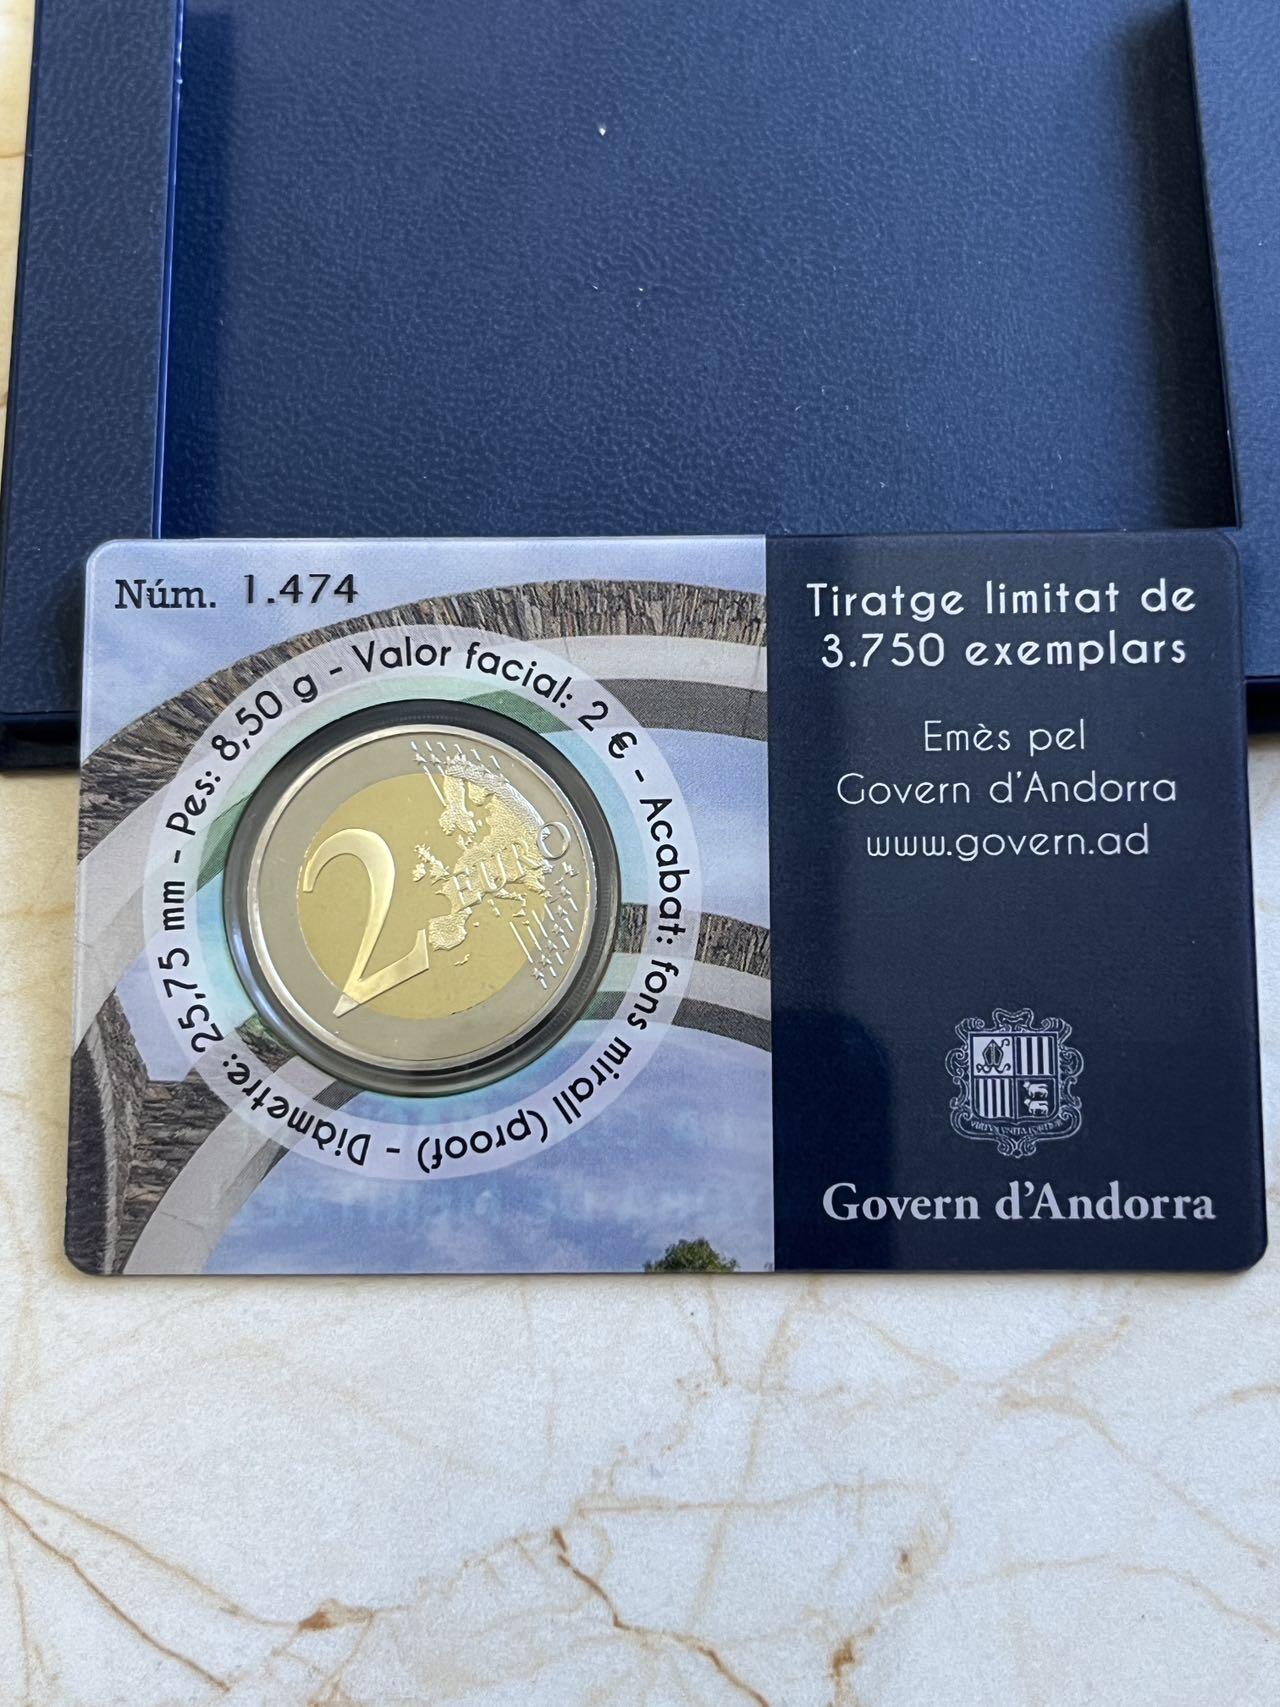 Núm. 1.474
Diàmetre: 25,75 mm - Pes: 8,50 g - Valor facial: 2 € - Acabat: fons mirall (proof) -
2 EURO
Tiratge limitat de
3.750 exemplars
Emès pel
Govern d'Andorra
www.govern.ad
Govern d'Andorra